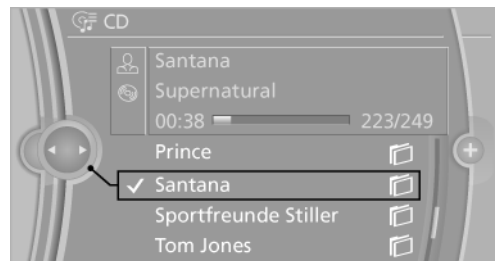 CD
Santana
Supernatural
00:38 223/249
Prince
Santana
Sportfreunde Stiller
Tom Jones